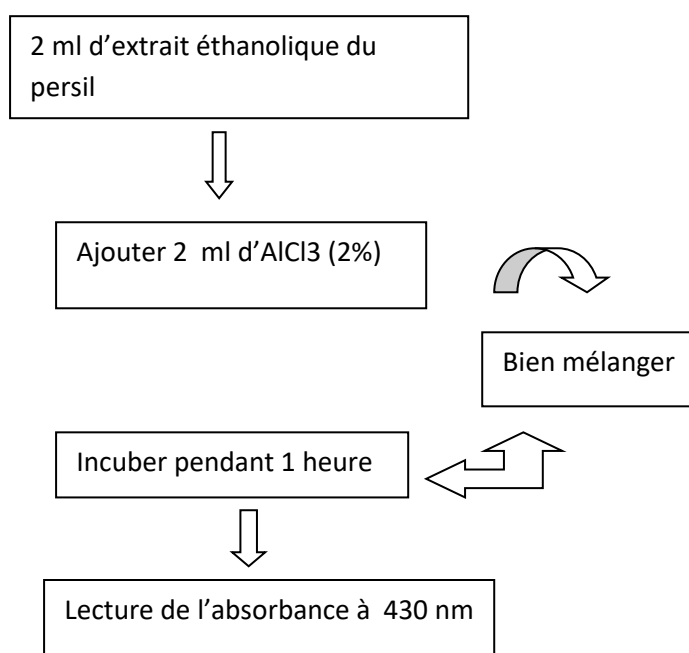 2 ml d’extrait éthanolique du
persil
Ajouter 2 ml d’AlCl3 (2%)
Bien mélanger
Incuber pendant 1 heure
Lecture de l’absorbance à 430 nm